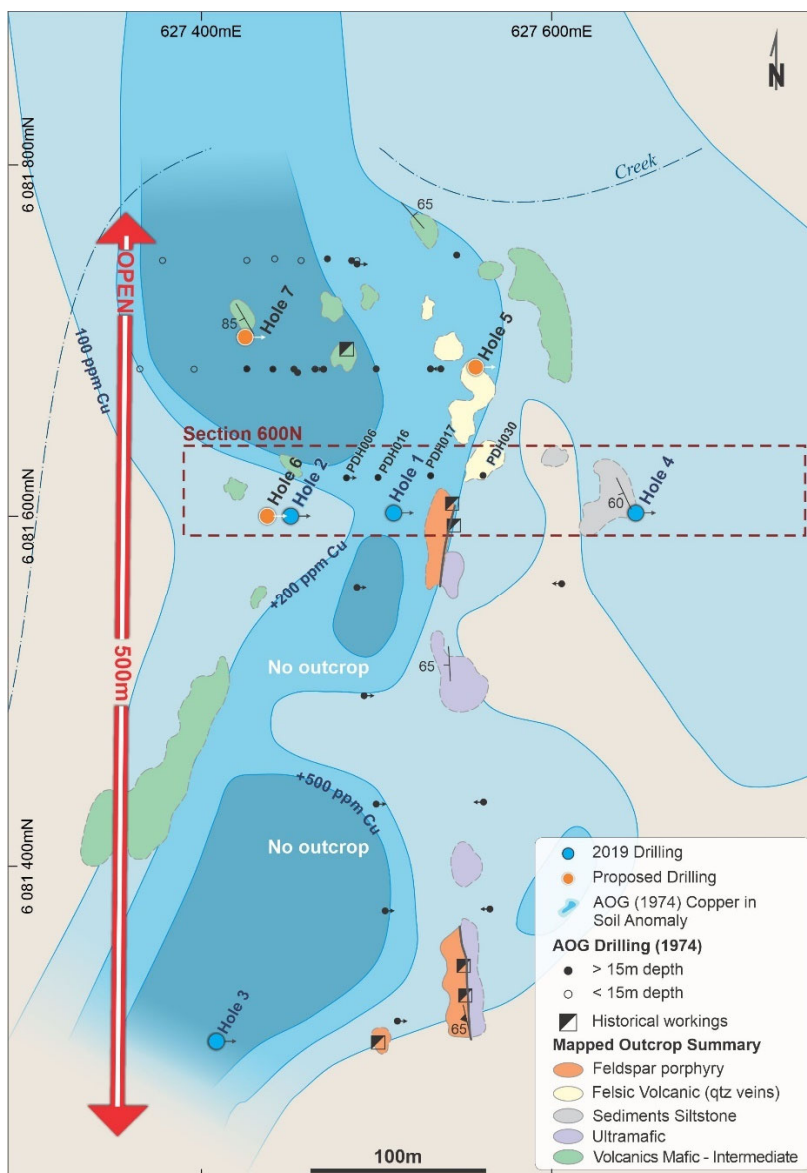 627 400mE
627 600mE
N
6 081 800mN
Creek
65
OPEN
85
Hole 7
Hole 5
100 ppm Cu
Section 600N
PDH006
PDH016
PDH017
PDH030
Hole 6
Hole 2
Hole 1
60
Hole 4
6 081 600mN
+200 ppm Cu
No outcrop
65
500m
+500 ppm Cu
No outcrop
6 081 400mN
Hole 3
65
100m
2019 Drilling
Proposed Drilling
AOG (1974) Copper in
Soil Anomaly
AOG Drilling (1974)
> 15m depth
< 15m depth
Historical workings
Mapped Outcrop Summary
Feldspar porphyry
Felsic Volcanic (qtz veins)
Sediments Siltstone
Ultramafic
Volcanics Mafic - Intermediate